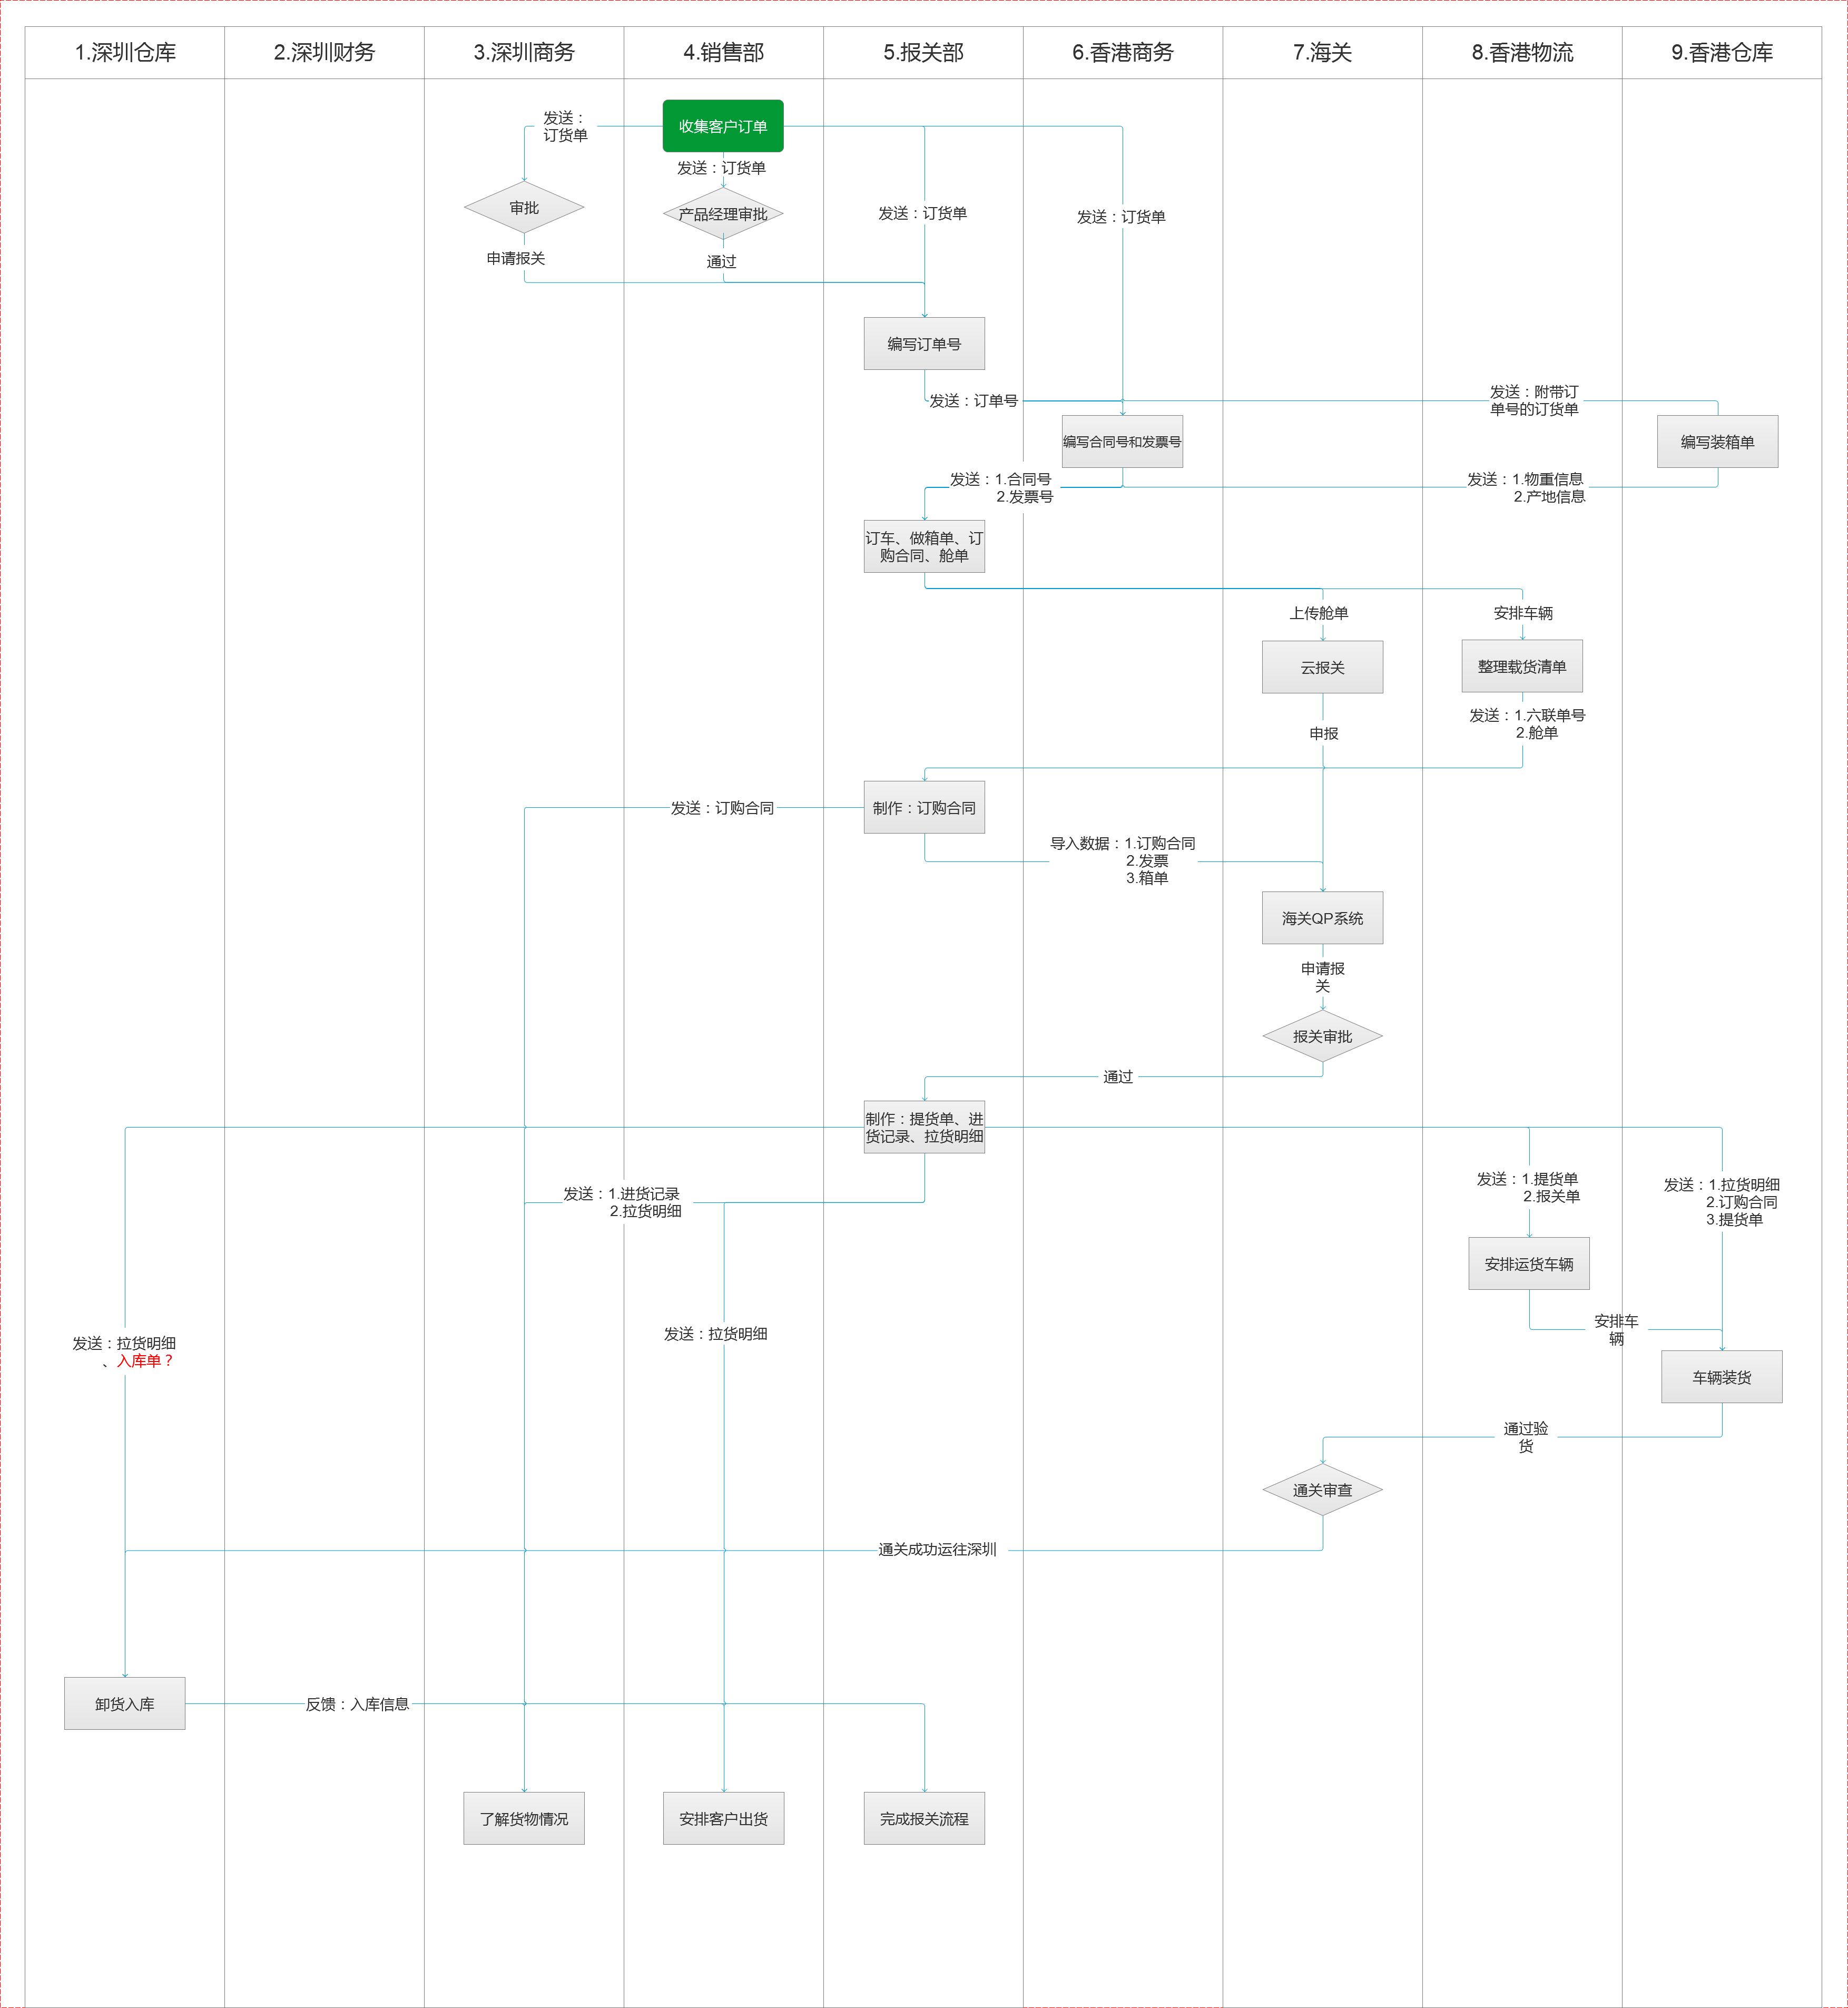 1.深圳仓库
2.深圳财务
3.深圳商务
4.销售部
5.报关部
6.香港商务
7.海关
8.香港物流
9.香港仓库
发送：
订货单
收集客户订单
发送：订货单
审批
产品经理审批
发送：订货单
发送：订货单
申请报关
通过
编写订单号
发送：订单号
发送：附带订
单号的订货单
编写合同号和发票号
编写装箱单
发送：1.合同号
2.发票号
发送：1.物重信息
2.产地信息
订车、做箱单、订
购合同、舱单
上传舱单
安排车辆
云报关
整理载货清单
发送：1.六联单号
2.舱单
申报
发送：订购合同
制作：订购合同
导入数据：1.订购合同
2.发票
3.箱单
海关QP系统
申请报
关
报关审批
通过
制作：提货单、进
货记录、拉货明细
发送：1.进货记录
2.拉货明细
发送：1.提货单
2.报关单
发送：1.拉货明细
2.订购合同
3.提货单
安排运货车辆
安排车
辆
发送：拉货明细
、入库单？
发送：拉货明细
车辆装货
通过验
货
通关审查
通关成功运往深圳
卸货入库
反馈：入库信息
了解货物情况
安排客户出货
完成报关流程